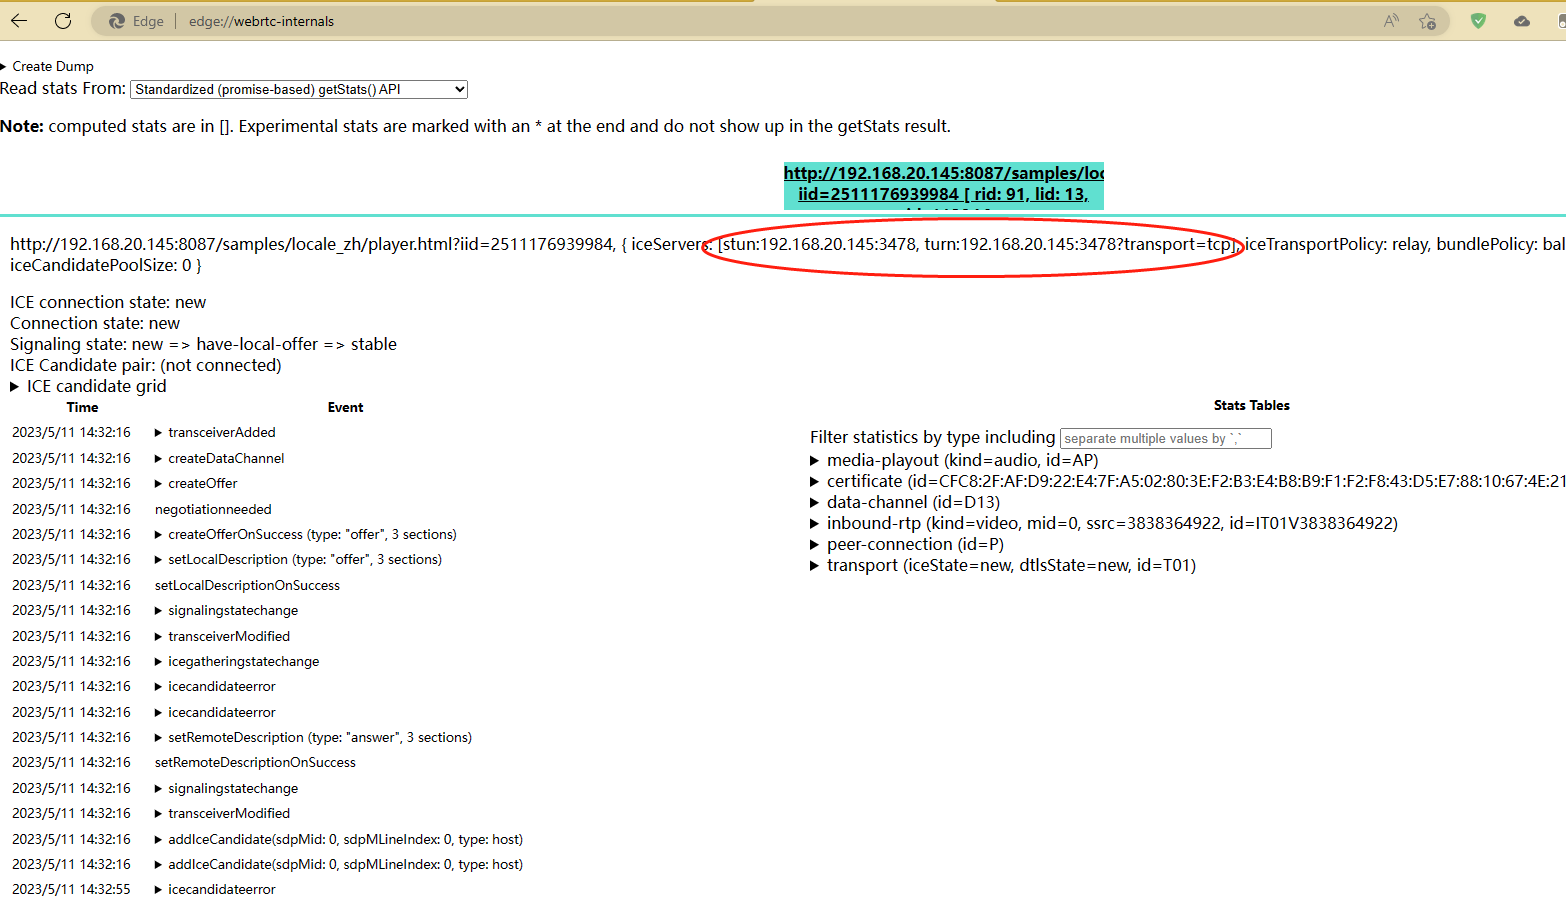 Edge
edge://webrtc-internals
Create Dump
Read stats From: Standardized (promise-based) getStats() API
Note: computed stats are in []. Experimental stats are marked with an * at the end and do not show up in the getStats result.
http://192.168.20.145:8087/samples/loc
iid=2511176939984 [ rid: 91, lid: 13,
http://192.168.20.145:8087/samples/locale_zh/player.html?iid=2511176939984, { iceServers: [stun:192.168.20.145:3478, turn:192.168.20.145:3478?transport=tcp], iceTransportPolicy: relay, bundlePolicy: bal
iceCandidatePoolSize: 0 }
ICE connection state: new
Connection state: new
Signaling state: new => have-local-offer => stable
ICE Candidate pair: (not connected)
ICE candidate grid
Time Event
2023/5/11 14:32:16 transceiverAdded
2023/5/11 14:32:16 createDataChannel
2023/5/11 14:32:16 createOffer
2023/5/11 14:32:16 negotiationneeded
2023/5/11 14:32:16 createOfferOnSuccess (type: "offer", 3 sections)
2023/5/11 14:32:16 setLocalDescription (type: "offer", 3 sections)
2023/5/11 14:32:16 setLocalDescriptionOnSuccess
2023/5/11 14:32:16 signalingstatechange
2023/5/11 14:32:16 transceiverModified
2023/5/11 14:32:16 icegatheringstatechange
2023/5/11 14:32:16 icecandidateerror
2023/5/11 14:32:16 icecandidateerror
2023/5/11 14:32:16 setRemoteDescription (type: "answer", 3 sections)
2023/5/11 14:32:16 setRemoteDescriptionOnSuccess
2023/5/11 14:32:16 signalingstatechange
2023/5/11 14:32:16 transceiverModified
2023/5/11 14:32:16 addIceCandidate(sdpMid: 0, sdpMLineIndex: 0, type: host)
2023/5/11 14:32:16 addIceCandidate(sdpMid: 0, sdpMLineIndex: 0, type: host)
2023/5/11 14:32:55 icecandidateerror
Stats Tables
Filter statistics by type including separate multiple values by `,`
media-playout (kind=audio, id=AP)
certificate (id=CFC8:2F:AF:D9:22:E4:7F:A5:02:80:3E:F2:B3:E4:B8:B9:F1:F2:F8:43:D5:E7:88:10:67:4E:21
data-channel (id=D13)
inbound-rtp (kind=video, mid=0, ssrc=3838364922, id=IT01V3838364922)
peer-connection (id=P)
transport (iceState=new, dtlsState=new, id=T01)